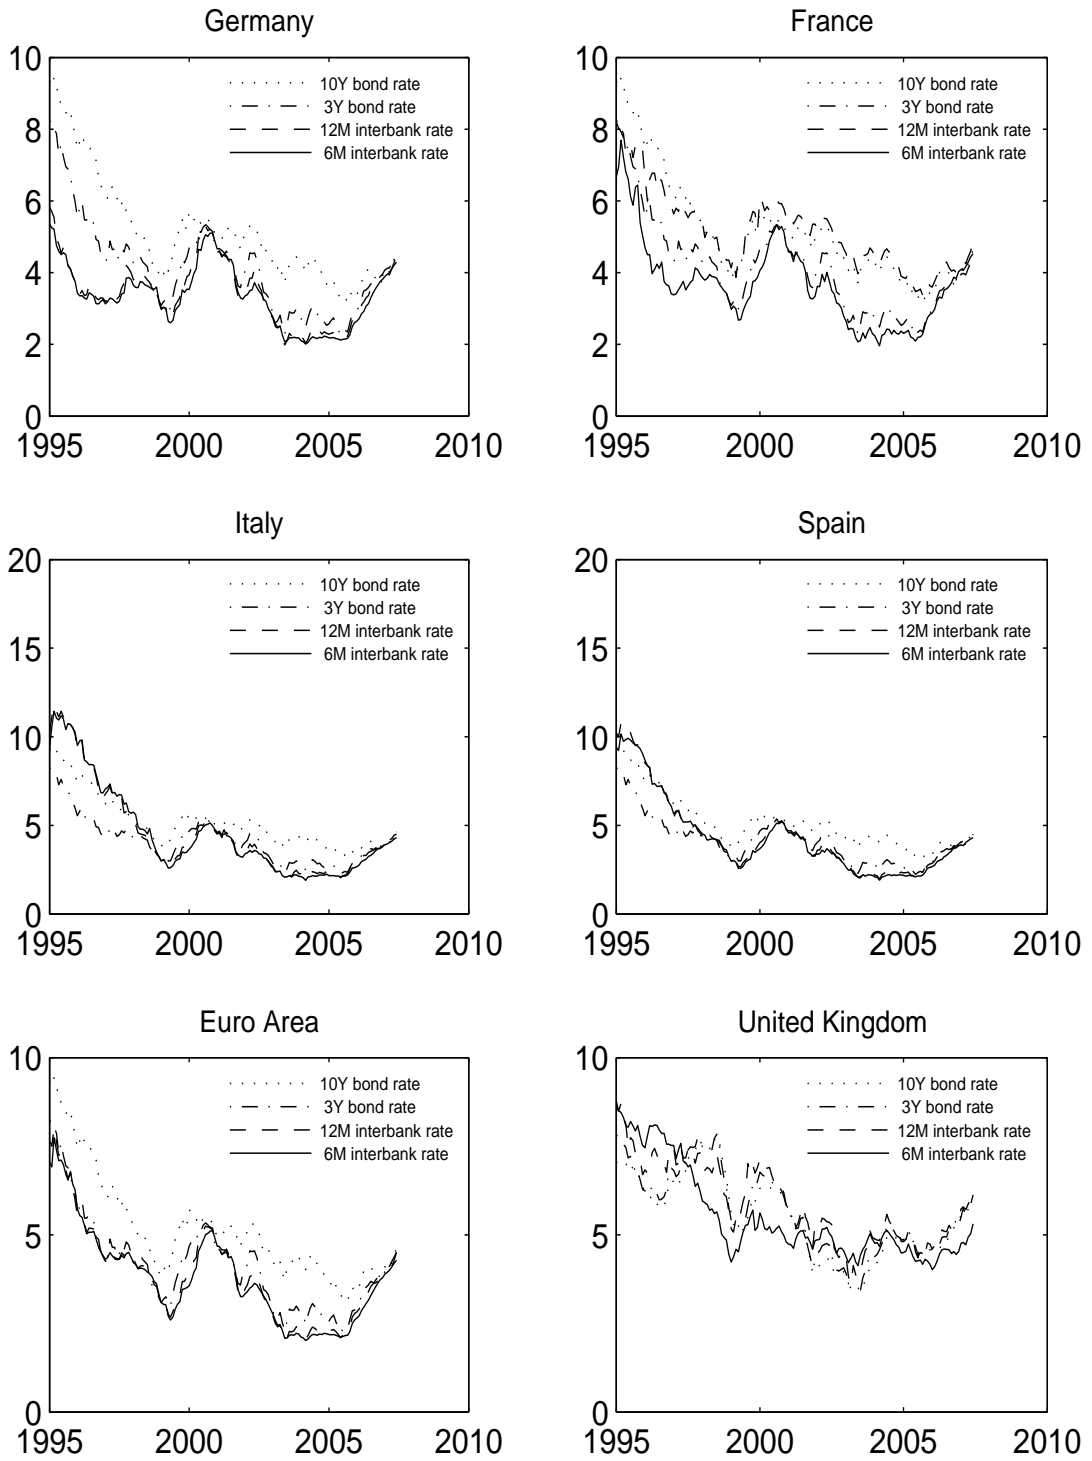 Germany
10
8
6
4
2
0
1995 2000 2005 2010
10Y bond rate
3Y bond rate
12M interbank rate
6M interbank rate
France
10
8
6
4
2
0
1995 2000 2005 2010
10Y bond rate
3Y bond rate
12M interbank rate
6M interbank rate
Italy
20
15
10
5
0
1995 2000 2005 2010
10Y bond rate
3Y bond rate
12M interbank rate
6M interbank rate
Spain
20
15
10
5
0
1995 2000 2005 2010
10Y bond rate
3Y bond rate
12M interbank rate
6M interbank rate
Euro Area
10
5
0
1995 2000 2005 2010
10Y bond rate
3Y bond rate
12M interbank rate
6M interbank rate
United Kingdom
10
5
0
1995 2000 2005 2010
10Y bond rate
3Y bond rate
12M interbank rate
6M interbank rate